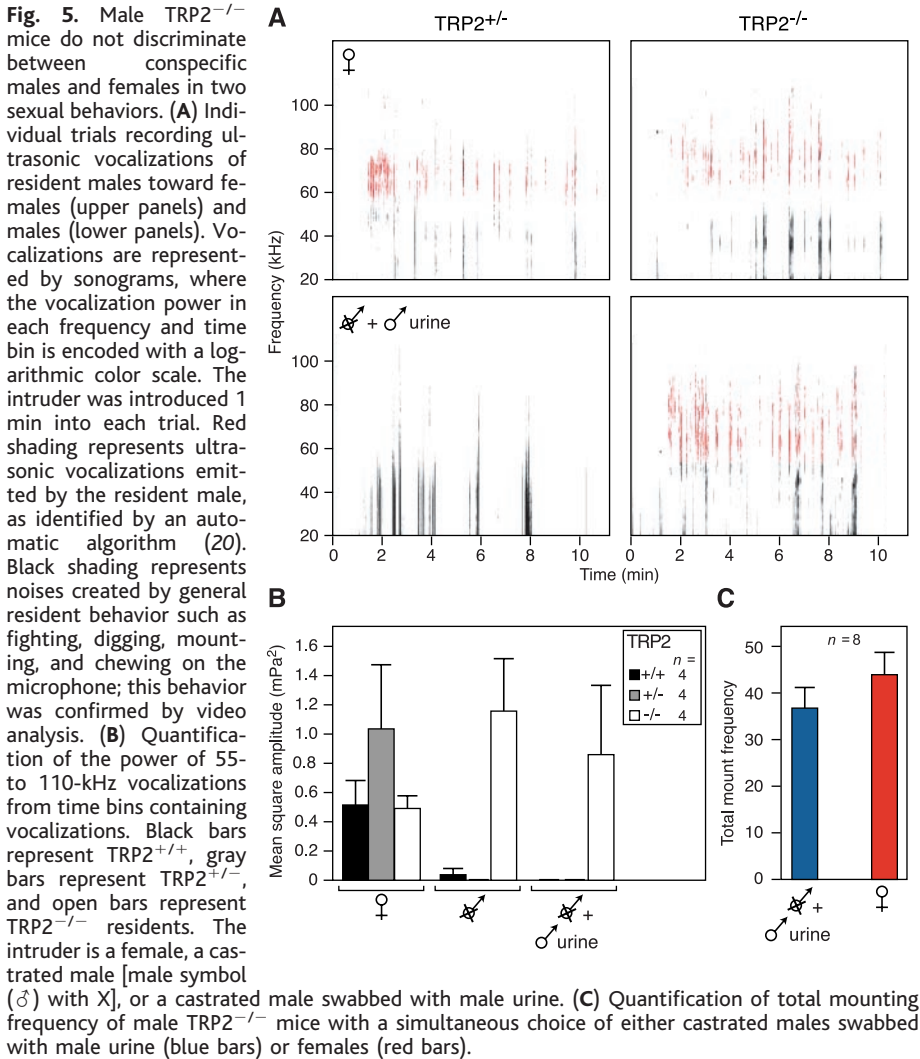 Fig. 5. Male TRP2−/−
mice do not discriminate
between conspecific
males and females in two
sexual behaviors. (A) Indi-
vidual trials recording ul-
trasonic vocalizations of
resident males toward fe-
males (upper panels) and
males (lower panels). Vo-
calizations are represent-
ed by sonograms, where
the vocalization power in
each frequency and time
bin is encoded with a log-
arithmic color scale. The
intruder was introduced 1
min into each trial. Red
shading represents ultra-
sonic vocalizations emit-
ted by the resident male,
as identified by an auto-
matic algorithm (20).
Black shading represents
noises created by general
resident behavior such as
fighting, digging, mount-
ing, and chewing on the
microphone; this behavior
was confirmed by video
analysis. (B) Quantifica-
tion of the power of 55-
to 110-kHz vocalizations
from time bins containing
vocalizations. Black bars
represent TRP2+/+, gray
bars represent TRP2+/−,
and open bars represent
TRP2−/− residents. The
intruder is a female, a cas-
trated male [male symbol
(♂) with X], or a castrated male swabbed with male urine. (C) Quantification of total mounting
frequency of male TRP2−/− mice with a simultaneous choice of either castrated males swabbed
with male urine (blue bars) or females (red bars).
A
TRP2+/-
TRP2-/-
♀
100
80
60
40
20
Frequency (kHz)
+ ♂ urine
100
80
60
40
20
0 2 4 6 8 10
0 2 4 6 8 10
Time (min)
B
Mean square amplitude (mPa2)
1.6
1.4
1.2
1.0
0.8
0.6
0.4
0.2
0
TRP2
n =
+/+ 4
+/- 4
-/- 4
♀
+
♂ urine
C
Total mount frequency
50
40
30
20
10
0
n = 8
+
♂ urine
♀